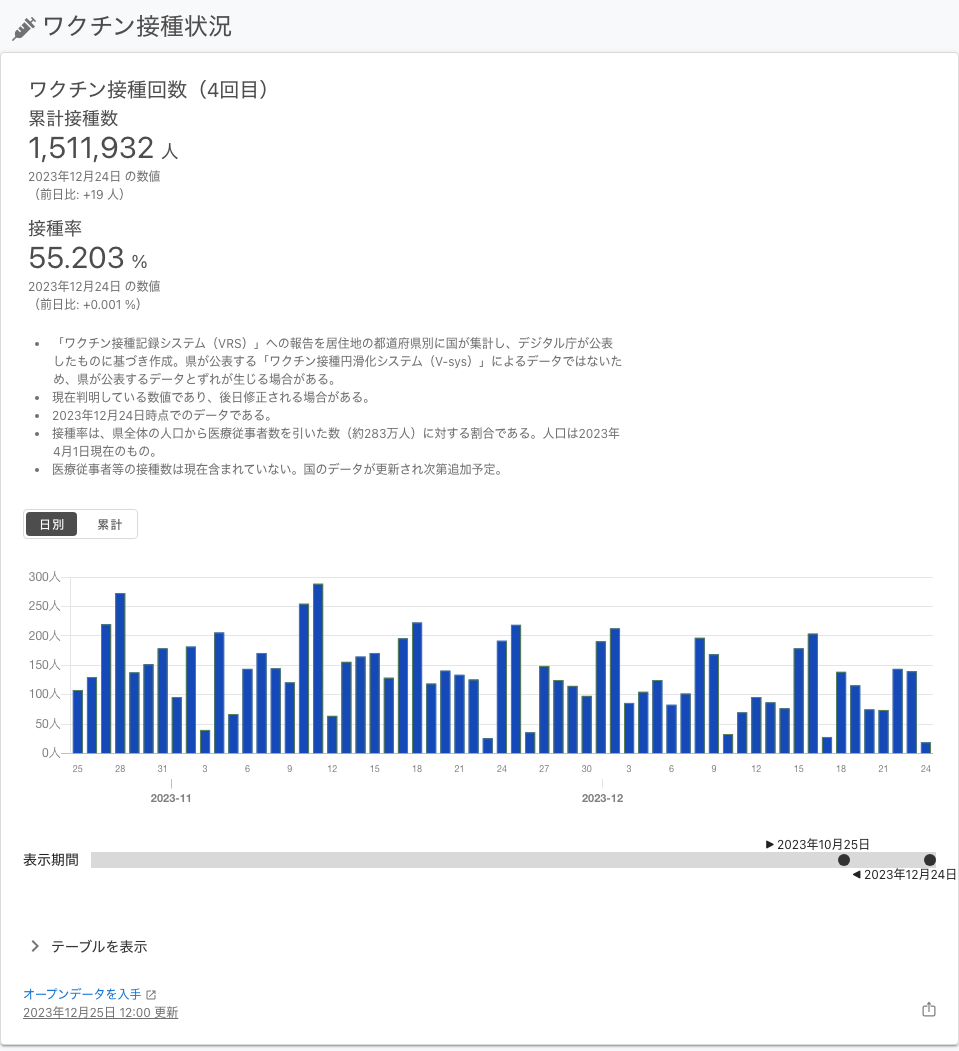 ワクチン接種状況
ワクチン接種回数（4回目）
累計接種数
1,511,932 人
2023年12月24日 の数値
（前日比: +19 人）
接種率
55.203 %
2023年12月24日 の数値
（前日比: +0.001 %）
• 「ワクチン接種記録システム（VRS）」への報告を居住地の都道府県別に国が集計し、デジタル庁が公表
したものに基づき作成。県が公表する「ワクチン接種円滑化システム（V-sys）」によるデータではないた
め、県が公表するデータとずれが生じる場合がある。
• 現在判明している数値であり、後日修正される場合がある。
• 2023年12月24日時点でのデータである。
• 接種率は、県全体の人口から医療従事者数を引いた数（約283万人）に対する割合である。人口は2023年
4月1日現在のもの。
• 医療従事者等の接種数は現在含まれていない。国のデータが更新され次第追加予定。
日別 累計
300人
250人
200人
150人
100人
50人
0人
25 28 31 3 6 9 12 15 18 21 24 27 30 3 6 9 12 15 18 21 24
2023-11 2023-12
▶ 2023年10月25日
表示期間
◀ 2023年12月24日
テーブルを表示
オープンデータを入手
2023年12月25日 12:00 更新